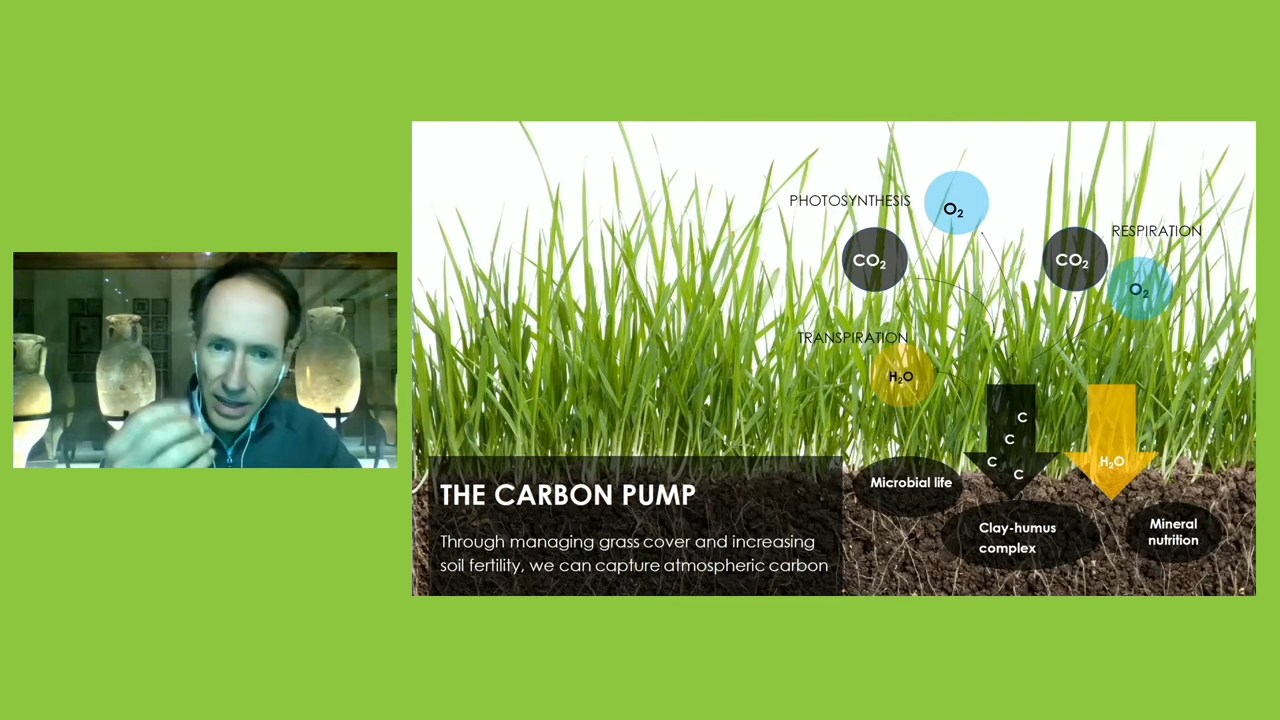 PHOTOSYNTHESIS
O₂
CO₂
CO₂
RESPIRATION
O₂
TRANSPIRATION
H₂O
C
C
C
C
H₂O
Microbial life
Clay-humus
complex
Mineral
nutrition
THE CARBON PUMP
Through managing grass cover and increasing
soil fertility, we can capture atmospheric carbon